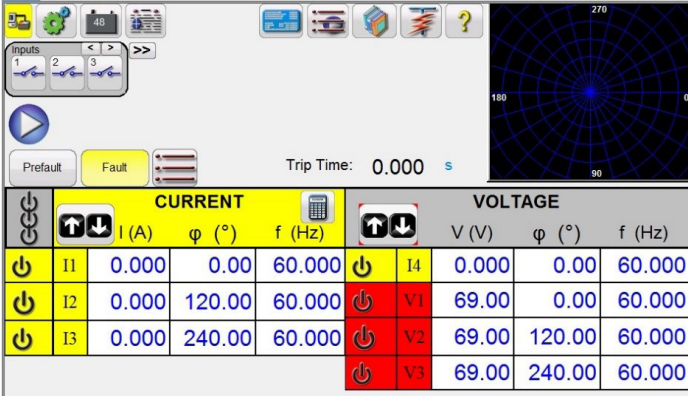 48
?
Inputs
< >
>>
1 2 3
270
180
0
90
Prefault
Fault
Trip Time: 0.000 s
CURRENT
VOLTAGE
I (A) φ (°) f (Hz)
V (V) φ (°) f (Hz)
I1 0.000 0.00 60.000
I4 0.000 0.00 60.000
I2 0.000 120.00 60.000
V1 69.00 0.00 60.000
I3 0.000 240.00 60.000
V2 69.00 120.00 60.000
V3 69.00 240.00 60.000